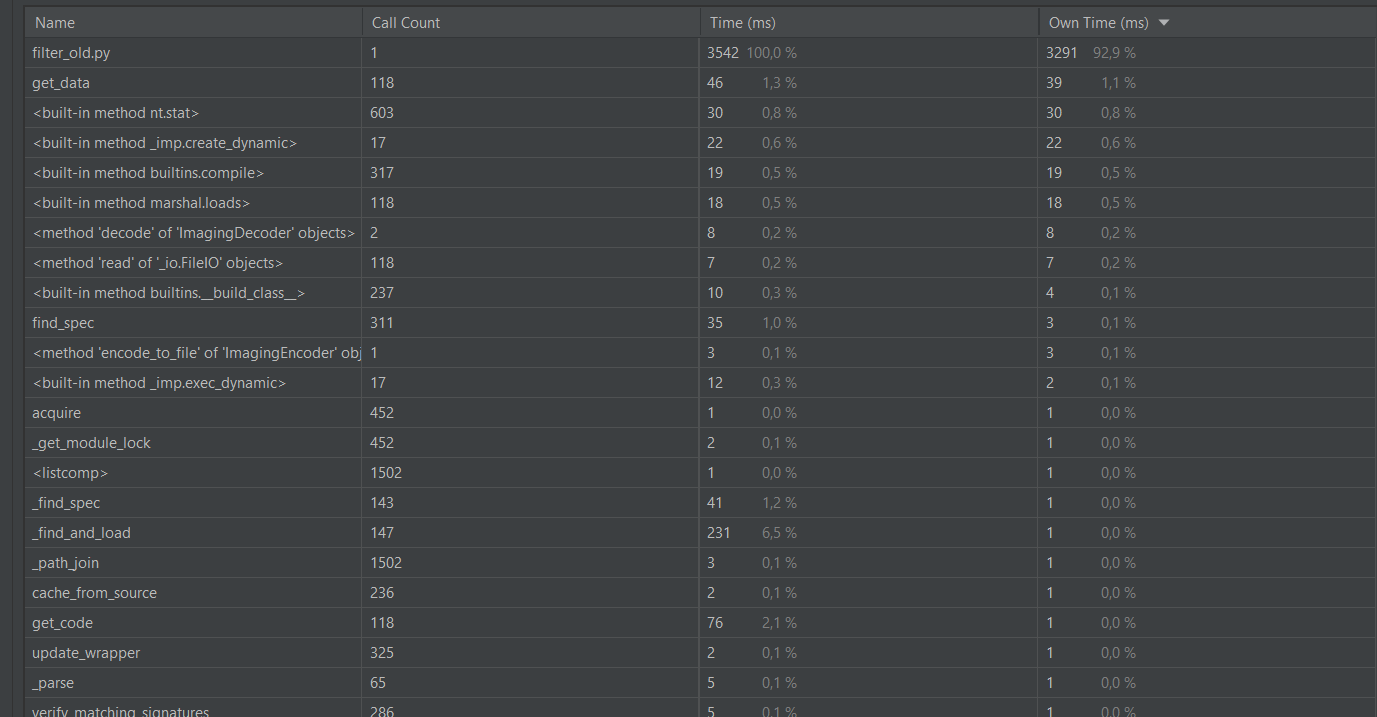 Name Call Count Time (ms) Own Time (ms)
filter_old.py 1 3542 100,0 % 3291 92,9 %
get_data 118 46 1,3 % 39 1,1 %
<built-in method nt.stat> 603 30 0,8 % 30 0,8 %
<built-in method _imp.create_dynamic> 17 22 0,6 % 22 0,6 %
<built-in method builtins.compile> 317 19 0,5 % 19 0,5 %
<built-in method marshal.loads> 118 18 0,5 % 18 0,5 %
<method 'decode' of 'ImagingDecoder' objects> 2 8 0,2 % 8 0,2 %
<method 'read' of '_io.FileIO' objects> 118 7 0,2 % 7 0,2 %
<built-in method builtins.__build_class__> 237 10 0,3 % 4 0,1 %
find_spec 311 35 1,0 % 3 0,1 %
<method 'encode_to_file' of 'ImagingEncoder' obj 1 3 0,1 % 3 0,1 %
<built-in method _imp.exec_dynamic> 17 12 0,3 % 2 0,1 %
acquire 452 1 0,0 % 1 0,0 %
_get_module_lock 452 2 0,1 % 1 0,0 %
<listcomp> 1502 1 0,0 % 1 0,0 %
_find_spec 143 41 1,2 % 1 0,0 %
_find_and_load 147 231 6,5 % 1 0,0 %
_path_join 1502 3 0,1 % 1 0,0 %
cache_from_source 236 2 0,1 % 1 0,0 %
get_code 118 76 2,1 % 1 0,0 %
update_wrapper 325 2 0,1 % 1 0,0 %
_parse 65 5 0,1 % 1 0,0 %
verify_matching_signatures 286 5 0,1 % 1 0,0 %